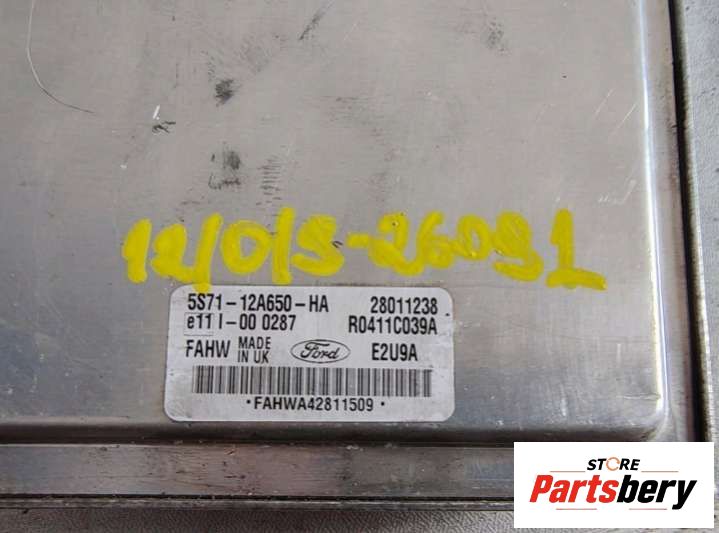 12/0/S-26091
5S71-12A650-HA 28011238
e11 I-00 0287 R0411C039A
FAHW MADE IN UK Ford E2U9A
•FAHWA42811509•
STORE
Partsbery